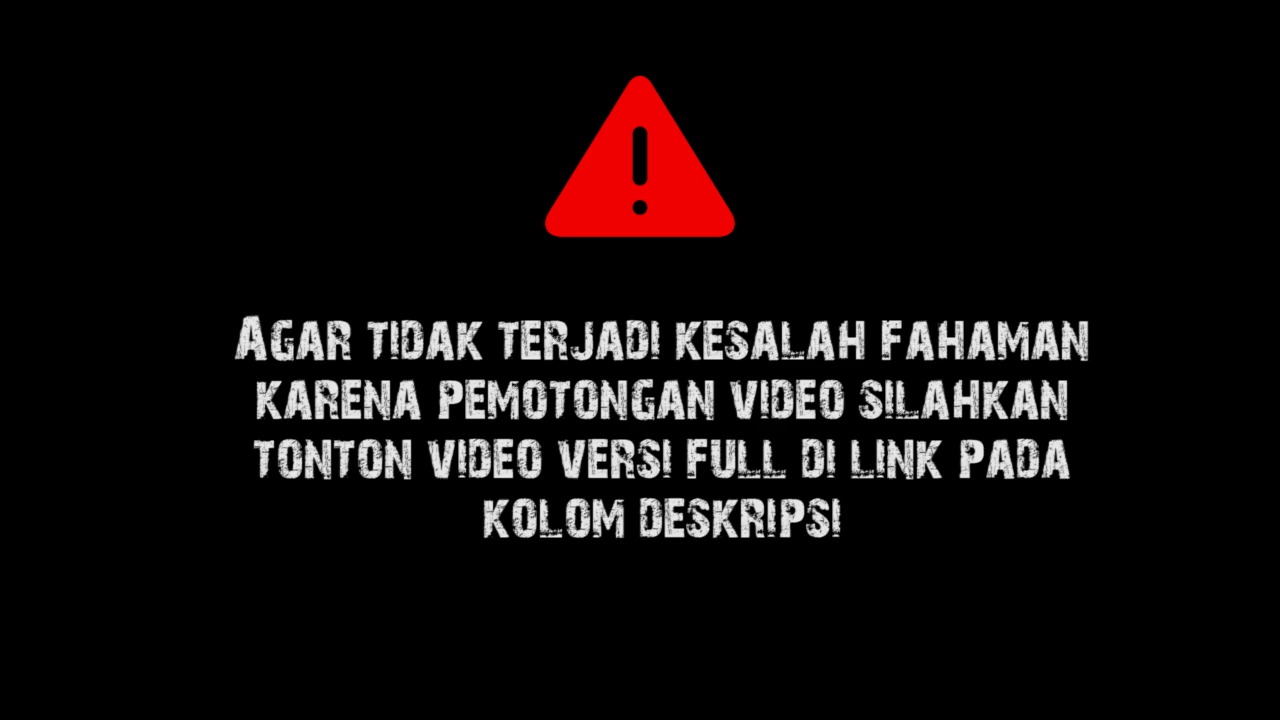 Agar tidak terjadi kesalah fahaman
karena pemotongan video silahkan
tonton video versi full di link pada
kolom deskripsi